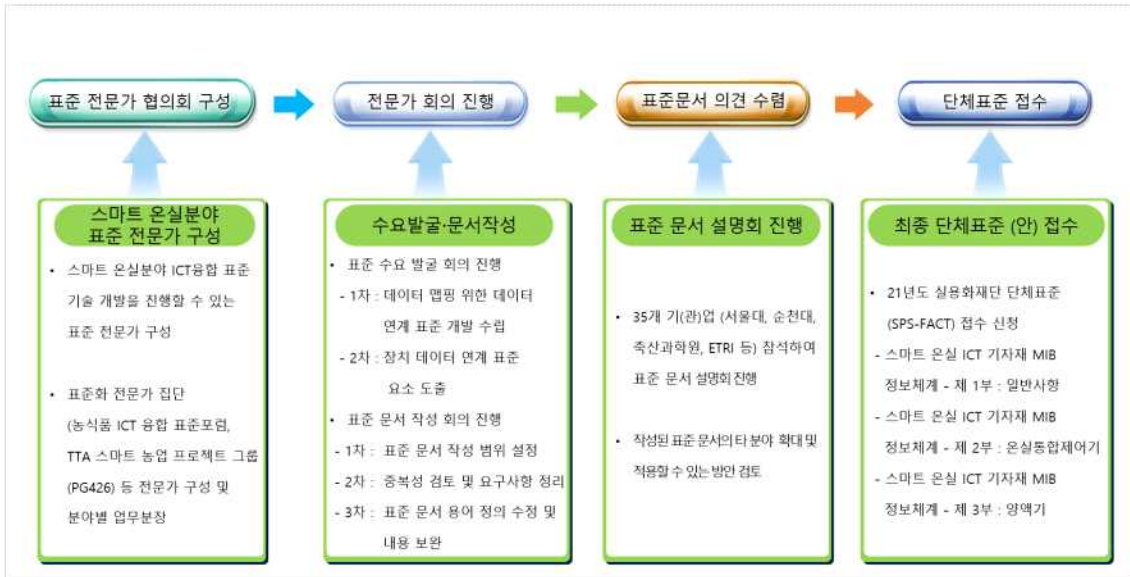 표준 전문가 협의회 구성
전문가 회의 진행
표준문서 의견 수렴
단체표준 접수
스마트 온실분야
표준 전문가 구성
• 스마트 온실분야 ICT융합 표준
기술 개발을 진행할 수 있는
표준 전문가 구성
• 표준화 전문가 집단
(농식품 ICT 융합 표준포럼,
TTA 스마트 농업 프로젝트 그룹
(PG426) 등 전문가 구성 및
분야별 업무분장
수요발굴·문서작성
• 표준 수요 발굴 회의 진행
- 1차 : 데이터 맵핑 위한 데이터
연계 표준 개발 수립
- 2차 : 장치 데이터 연계 표준
요소 도출
• 표준 문서 작성 회의 진행
- 1차 : 표준 문서 작성 범위 설정
- 2차 : 중복성 검토 및 요구사항 정리
- 3차 : 표준 문서 용어 정의 수정 및
내용 보완
표준 문서 설명회 진행
• 35개 기(관)업 (서울대, 순천대,
축산과학원, ETRI 등) 참석하여
표준 문서 설명회 진행
• 작성된 표준 문서의 타 분야 확대 및
적용할 수 있는 방안 검토
최종 단체표준 (안) 접수
• 21년도 실용화재단 단체표준
(SPS-FACT) 접수 신청
- 스마트 온실 ICT 기자재 MIB
정보체계 - 제 1부 : 일반사항
- 스마트 온실 ICT 기자재 MIB
정보체계 - 제 2부 : 온실통합제어기
- 스마트 온실 ICT 기자재 MIB
정보체계 - 제 3부 : 양액기